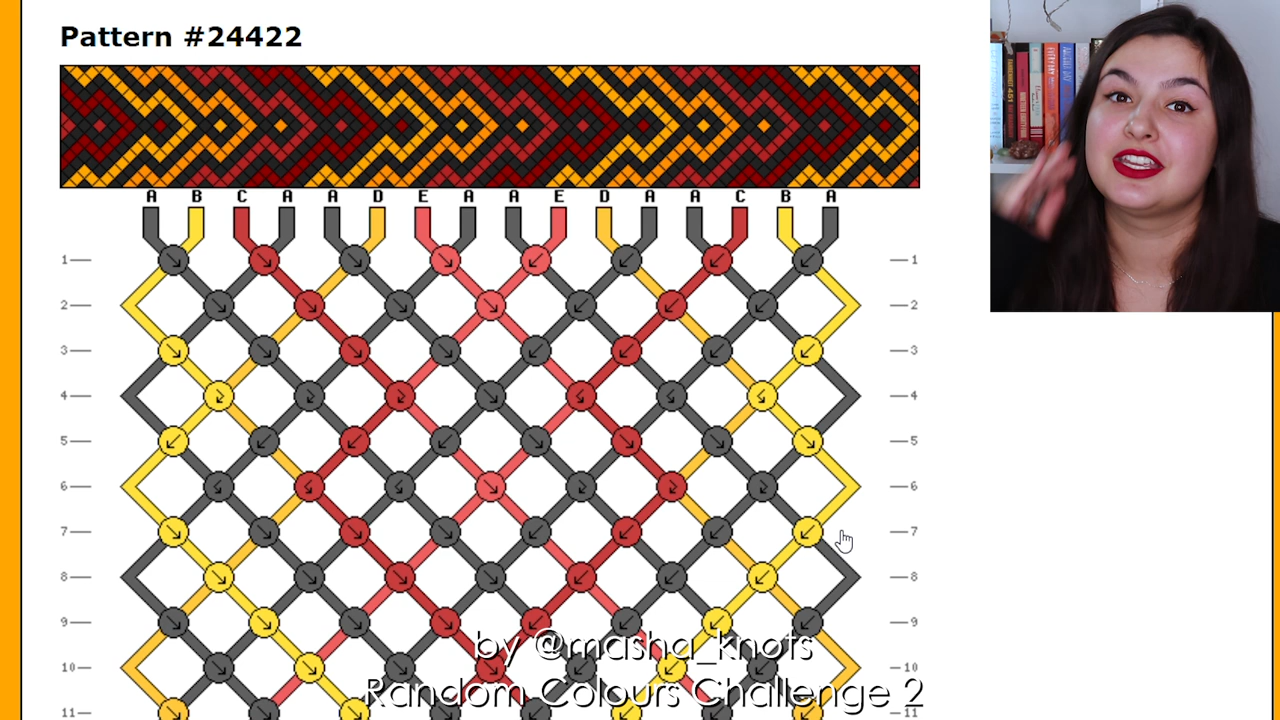 Pattern #24422
A B C A A D E A A E D A A C B A
1 1
2 2
3 3
4 4
5 5
6 6
7 7
8 8
9 9
by @masha_knots
10 10
Random Colours Challenge 2
11 11